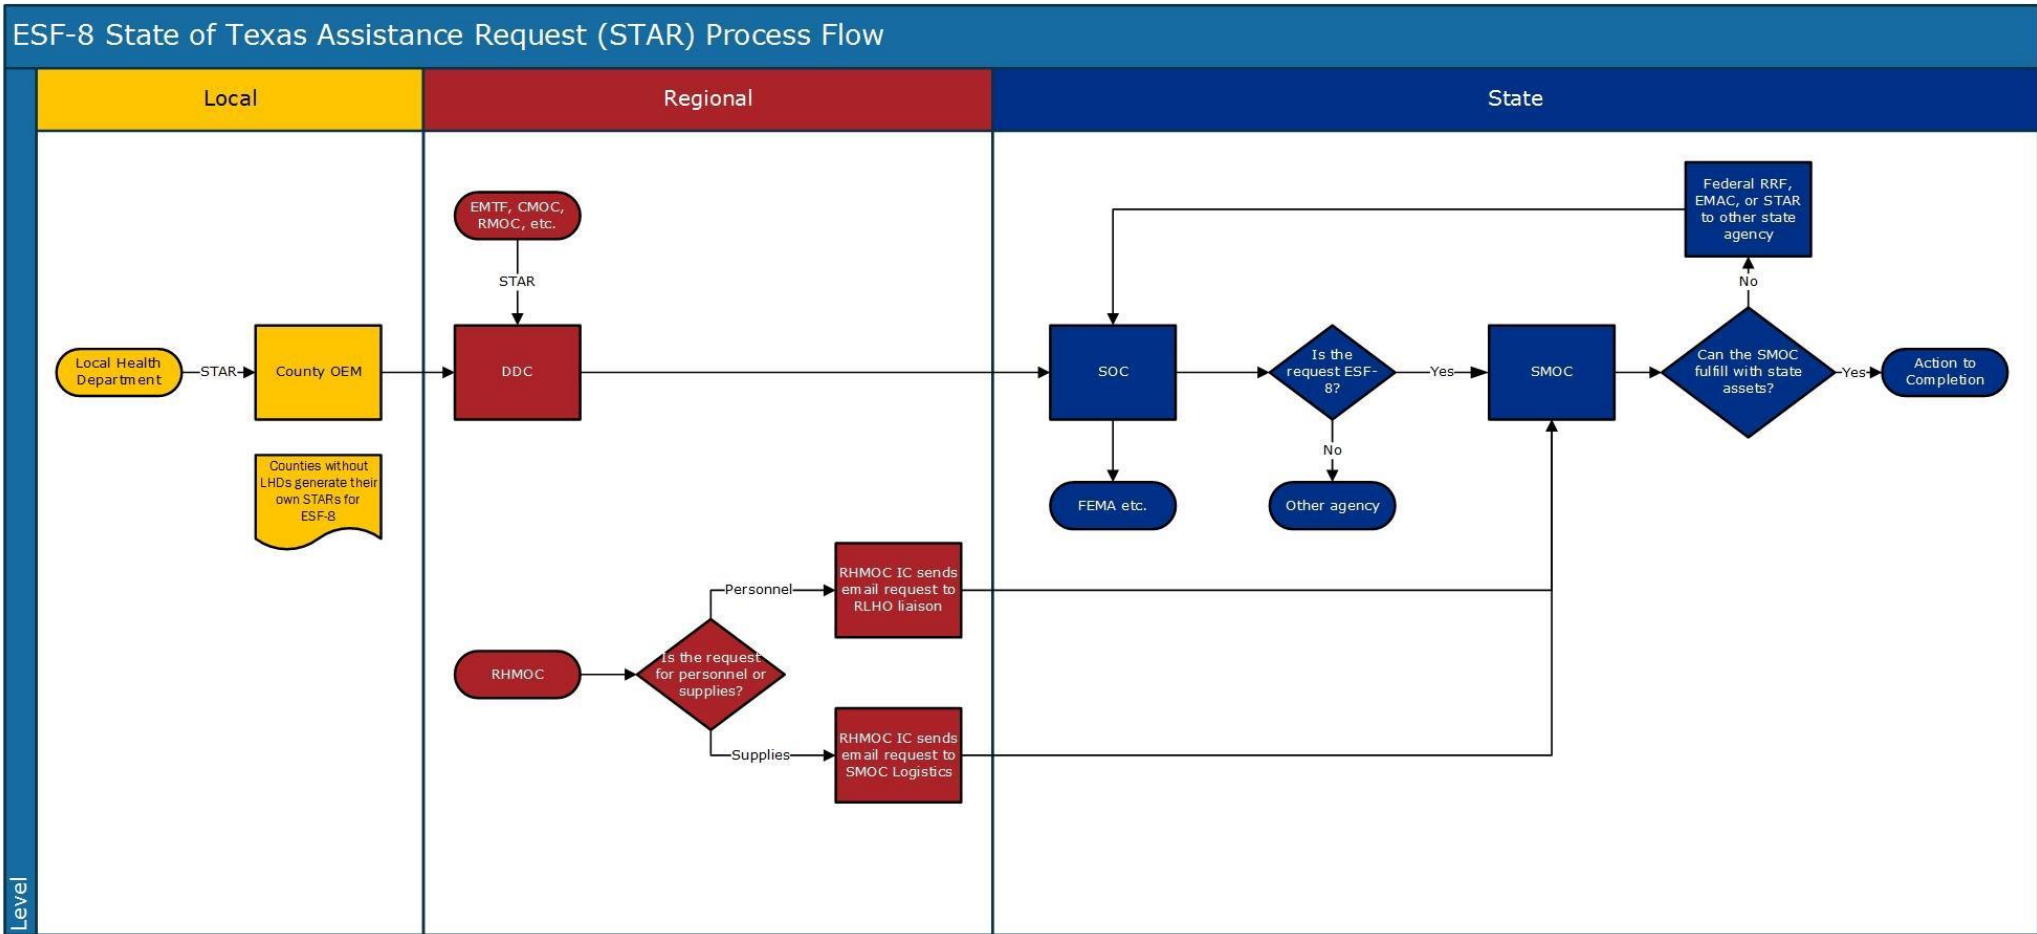 ESF-8 State of Texas Assistance Request (STAR) Process Flow
Level
Local
Regional
State
Local Health
Department
STAR
County OEM
Counties without
LHDs generate their
own STARs for
ESF-8
EMTF, CMOC,
RMOC, etc.
STAR
DDC
RHMOC
Is the request
for personnel or
supplies?
Personnel
RHMOC IC sends
email request to
RLHO liaison
Supplies
RHMOC IC sends
email request to
SMOC Logistics
SOC
FEMA etc.
Is the
request ESF-
8?
No
Other agency
Yes
SMOC
Can the SMOC
fulfill with state
assets?
No
Federal RRF,
EMAC, or STAR
to other state
agency
Yes
Action to
Completion